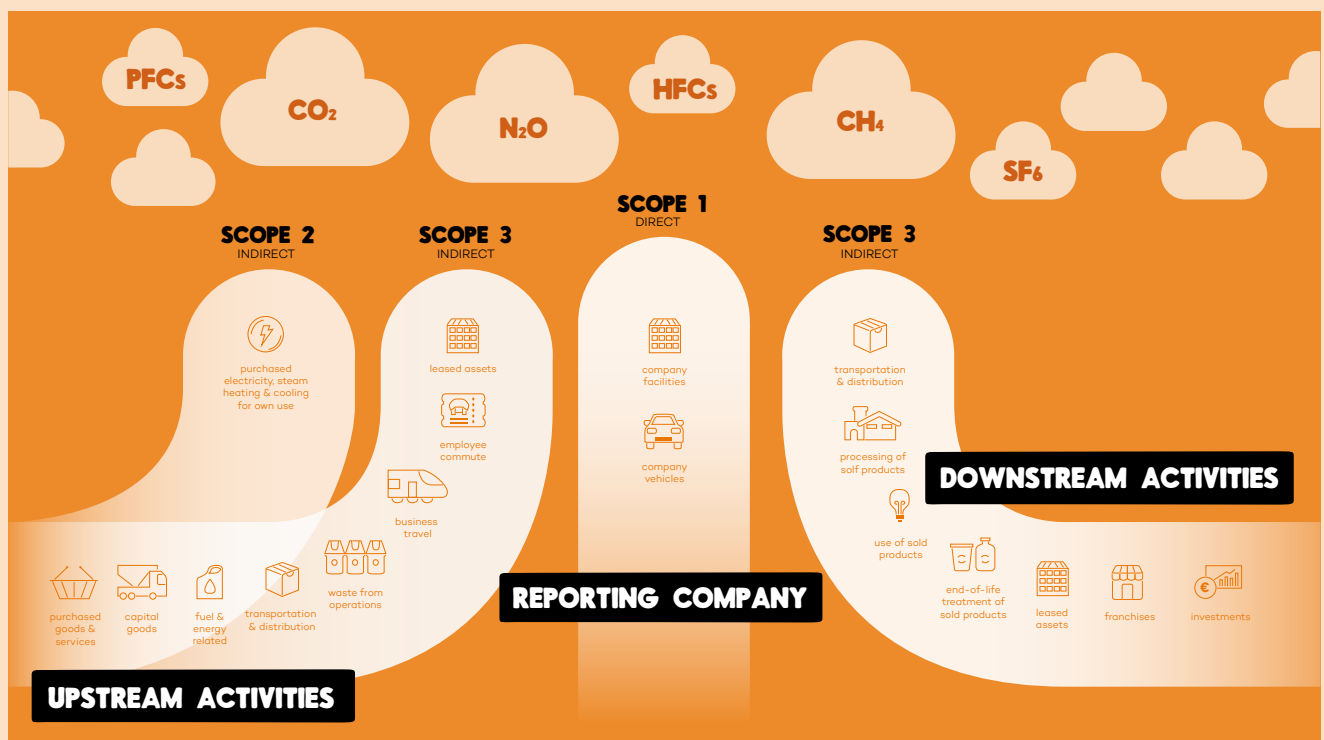 PFCs
CO2
N2O
HFCs
CH4
SF6
SCOPE 2
INDIRECT
purchased
electricity, steam
heating & cooling
for own use
SCOPE 3
INDIRECT
leased assets
employee
commute
business
travel
waste from
operations
transportation
& distribution
fuel &
energy
related
capital
goods
purchased
goods &
services
UPSTREAM ACTIVITIES
SCOPE 1
DIRECT
company
facilities
company
vehicles
REPORTING COMPANY
SCOPE 3
INDIRECT
transportation
& distribution
processing of
solf products
use of sold
products
end-of-life
treatment of
sold products
leased
assets
franchises
€
investments
DOWNSTREAM ACTIVITIES